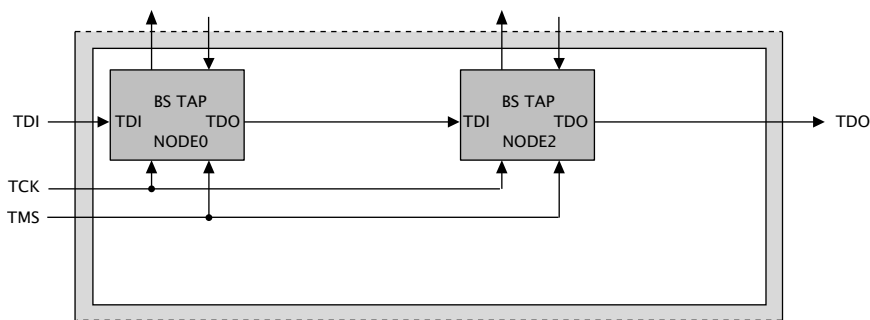 BS TAP
BS TAP
TDI
TDI
TDO
TDI
TDO
TDO
NODE0
NODE2
TCK
TMS